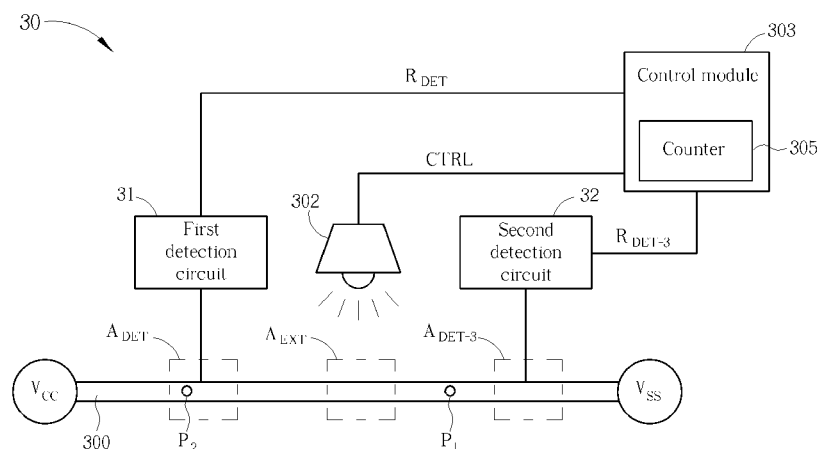 30
303
R DET
Control module
Counter
305
CTRL
31
302
32
First
detection
circuit
Second
detection
circuit
R DET-3
A DET
A EXT
A DET-3
V CC
V SS
300
P 2
P 1